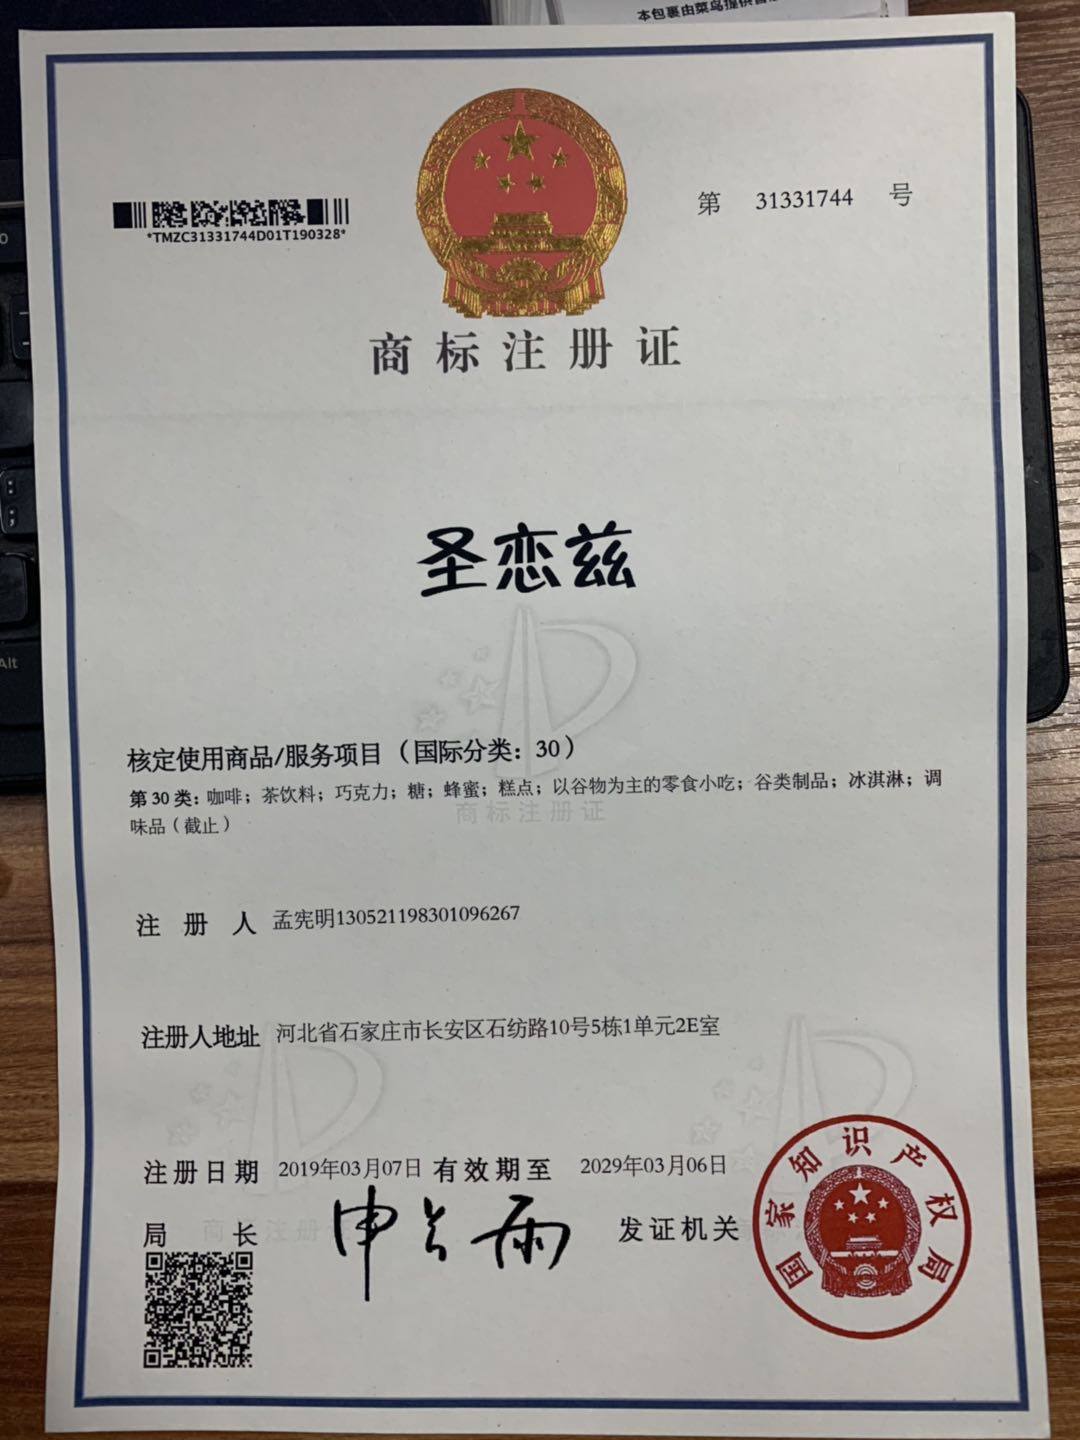 本包裹由菜鸟提供
第 31331744 号
*TMZC31331744D01T190328*
商标注册证
圣恋兹
核定使用商品/服务项目（国际分类：30）
第30类：咖啡；茶饮料；巧克力；糖；蜂蜜；糕点；以谷物为主的零食小吃；谷类制品；冰淇淋；调
味品（截止）
商标注册证
注册人 孟宪明130521198301096267
注册人地址 河北省石家庄市长安区石纺路10号5栋1单元2E室
注册日期 2019年03月07日 有效期至 2029年03月06日
局长 申长雨 发证机关
国家知识产权局
商标注册证
Alt